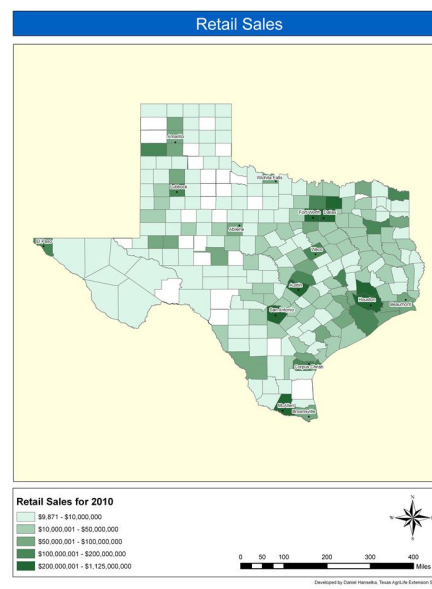 Retail Sales
Amarillo
Lubbock
Wichita Falls
Fort Worth
Dallas
El Paso
Abilene
Waco
Austin
Houston
Beaumont
San Antonio
Corpus Christi
McAllen
Brownsville
Retail Sales for 2010
$9,871 - $10,000,000
$10,000,001 - $50,000,000
$50,000,001 - $100,000,000
$100,000,001 - $200,000,000
$200,000,001 - $1,125,000,000
0 50 100 200 300 400
Miles
Developed by Daniel Hanselka, Texas AgriLife Extension S